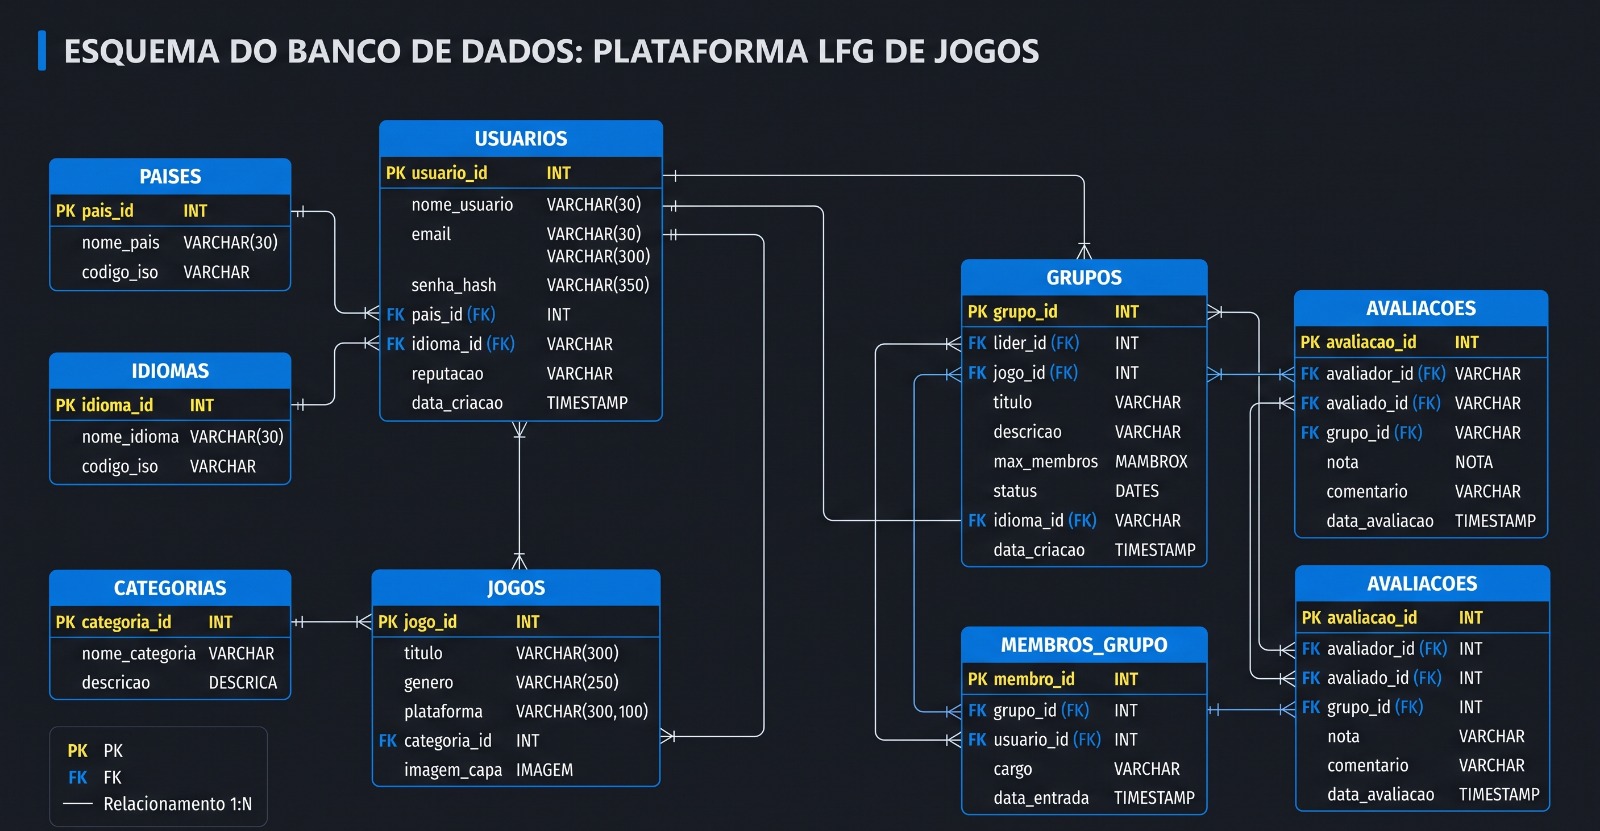 ESQUEMA DO BANCO DE DADOS: PLATAFORMA LFG DE JOGOS
PAISES
PK pais_id INT
nome_pais VARCHAR(30)
codigo_iso VARCHAR
IDIOMAS
PK idioma_id INT
nome_idioma VARCHAR(30)
codigo_iso VARCHAR
CATEGORIAS
PK categoria_id INT
nome_categoria VARCHAR
descricao DESCRICA
PK PK
FK FK
Relacionamento 1:N
USUARIOS
PK usuario_id INT
nome_usuario VARCHAR(30)
email VARCHAR(30)
VARCHAR(300)
senha_hash VARCHAR(350)
FK pais_id (FK) INT
FK idioma_id (FK) VARCHAR
reputacao VARCHAR
data_criacao TIMESTAMP
JOGOS
PK jogo_id INT
titulo VARCHAR(300)
genero VARCHAR(250)
plataforma VARCHAR(300,100)
FK categoria_id INT
imagem_capa IMAGEM
GRUPOS
PK grupo_id INT
FK lider_id (FK) INT
FK jogo_id (FK) INT
titulo VARCHAR
descricao VARCHAR
max_membros MAMBROX
status DATES
FK idioma_id (FK) VARCHAR
data_criacao TIMESTAMP
MEMBROS_GRUPO
PK membro_id INT
FK grupo_id (FK) INT
FK usuario_id (FK) INT
cargo VARCHAR
data_entrada TIMESTAMP
AVALIACOES
PK avaliacao_id INT
FK avaliador_id (FK) VARCHAR
FK avaliado_id (FK) VARCHAR
FK grupo_id (FK) VARCHAR
nota NOTA
comentario VARCHAR
data_avaliacao TIMESTAMP
AVALIACOES
PK avaliacao_id INT
FK avaliador_id (FK) INT
FK avaliado_id (FK) INT
FK grupo_id (FK) INT
nota VARCHAR
comentario VARCHAR
data_avaliacao TIMESTAMP